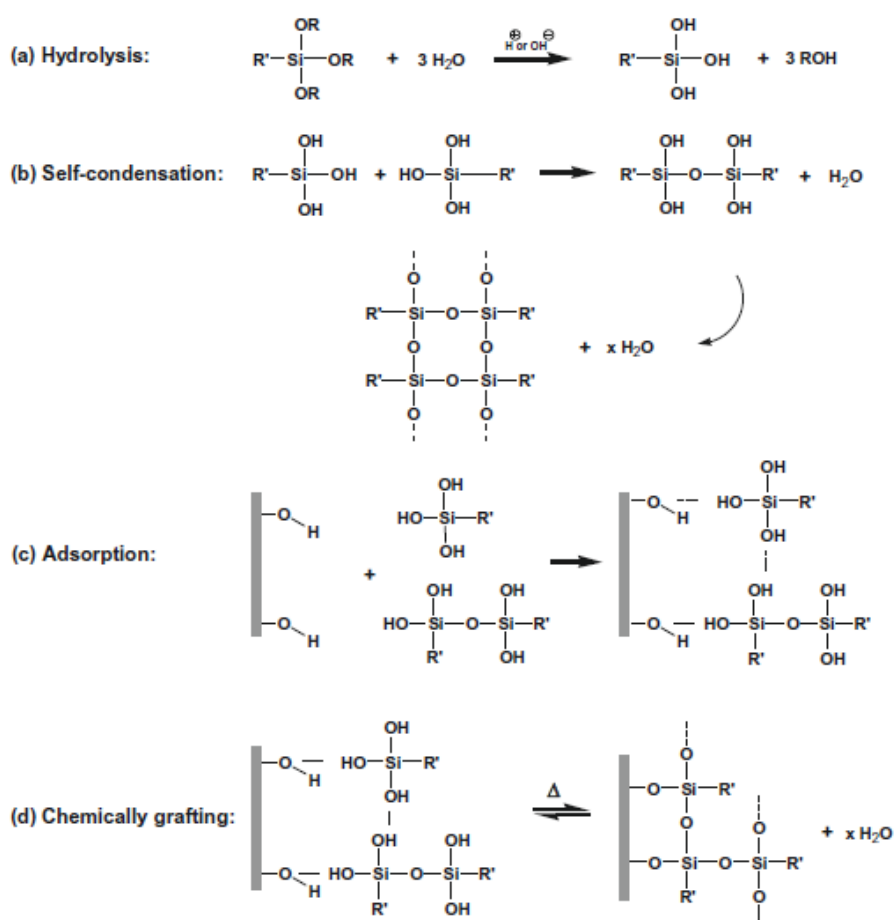 OR OH
(a) Hydrolysis: R'—Si—OR + 3 H₂O H⊕ or OH⊖ R'—Si—OH + 3 ROH
OR OH
OH OH OH OH
(b) Self-condensation: R'—Si—OH + HO—Si—R' R'—Si—O—Si—R' + H₂O
OH OH OH OH
O O
R'—Si—O—Si—R'
O O + x H₂O
R'—Si—O—Si—R'
O O
OH OH
O H HO—Si—R' O H HO—Si—R'
OH OH
(c) Adsorption: +
OH OH OH OH
O H HO—Si—O—Si—R' O H HO—Si—O—Si—R'
R' OH R' OH
OH O
O H HO—Si—R' O—Si—R'
OH Δ O O
(d) Chemically grafting: + x H₂O
OH OH
O H HO—Si—O—Si—R' O—Si—O—Si—R'
R' OH R' O